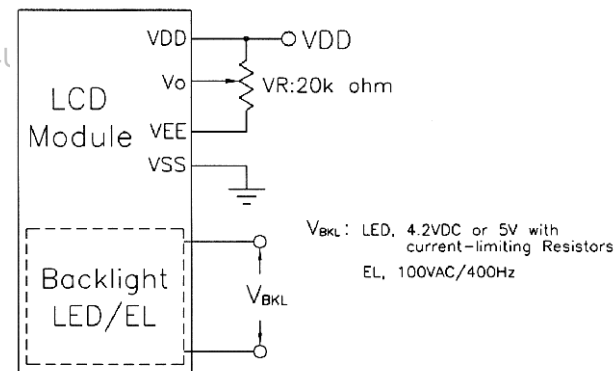 VDD
VDD
Vo
VR:20k ohm
LCD
Module
VEE
VSS
VBKL: LED, 4.2VDC or 5V with
current-limiting Resistors
EL, 100VAC/400Hz
Backlight
LED/EL
VBKL